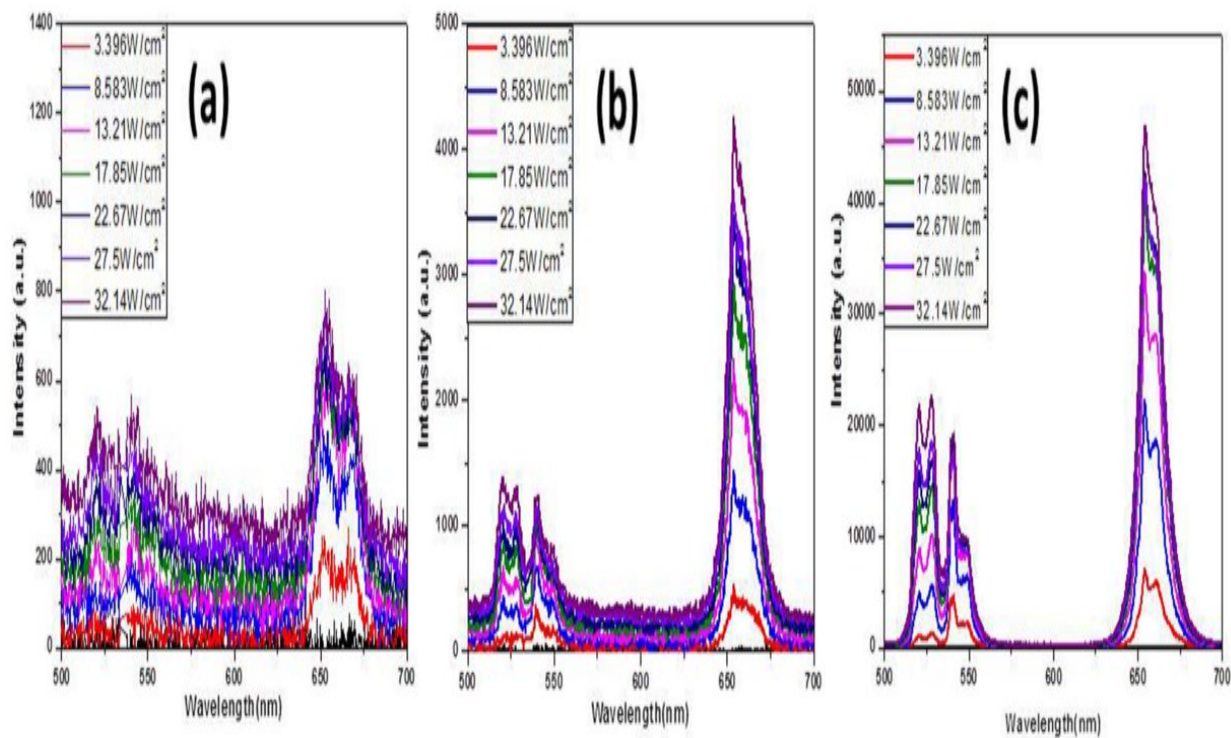 (a)
3.396W/cm²
8.583W/cm²
13.21W/cm²
17.85W/cm²
22.67W/cm²
27.5W/cm²
32.14W/cm²
1400
1200
1000
800
600
400
200
0
Intensity (a.u.)
500 550 600 650 700
Wavelength(nm)
(b)
3.396W/cm²
8.583W/cm²
13.21W/cm²
17.85W/cm²
22.67W/cm²
27.5W/cm²
32.14W/cm²
5000
4000
3000
2000
1000
0
Intensity (a.u.)
500 550 600 650 700
Wavelength(nm)
(c)
3.396W/cm²
8.583W/cm²
13.21W/cm²
17.85W/cm²
22.67W/cm²
27.5W/cm²
32.14W/cm²
50000
40000
30000
20000
10000
0
Intensity (a.u.)
500 550 600 650 700
Wavelength(nm)